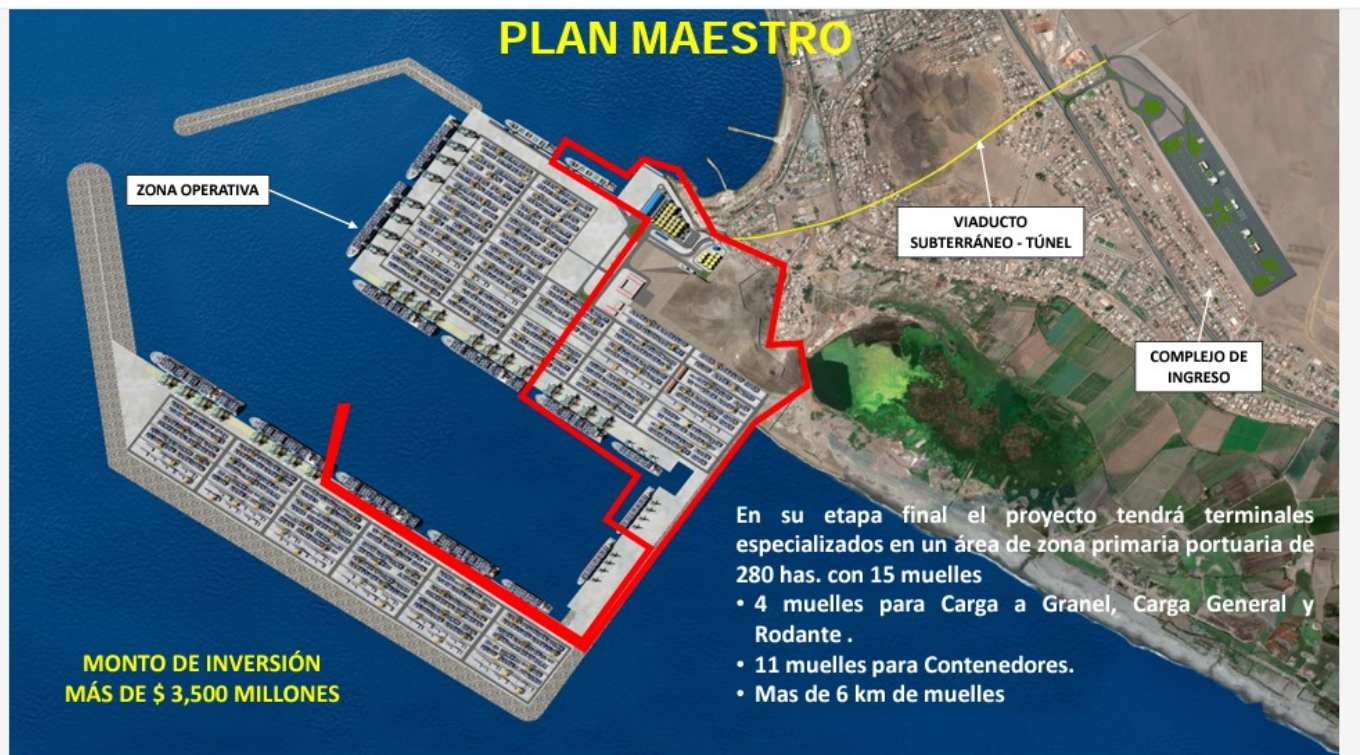 PLAN MAESTRO
ZONA OPERATIVA
VIADUCTO
SUBTERRÁNEO - TÚNEL
COMPLEJO DE
INGRESO
En su etapa final el proyecto tendrá terminales
especializados en un área de zona primaria portuaria de
280 has. con 15 muelles
• 4 muelles para Carga a Granel, Carga General y
Rodante .
• 11 muelles para Contenedores.
• Mas de 6 km de muelles
MONTO DE INVERSIÓN
MÁS DE $ 3,500 MILLONES